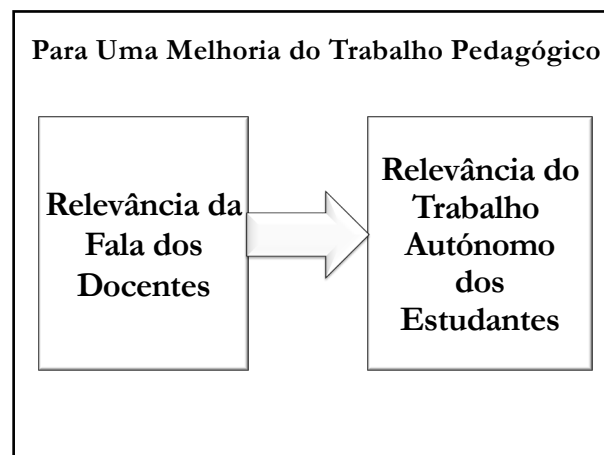 Para Uma Melhoria do Trabalho Pedagógico
Relevância da
Fala dos
Docentes
Relevância do
Trabalho
Autónomo
dos
Estudantes